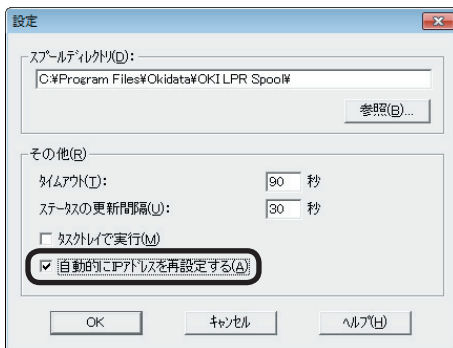 設定
スプールディレクトリ(D):
C:¥Program Files¥Okidata¥OKI LPR Spool¥
参照(B)...
その他(R)
タイムアウト(T): 90 秒
ステータスの更新間隔(U): 30 秒
タスクトレイで実行(M)
自動的にIPアドレスを再設定する(A)
OK キャンセル ヘルプ(H)